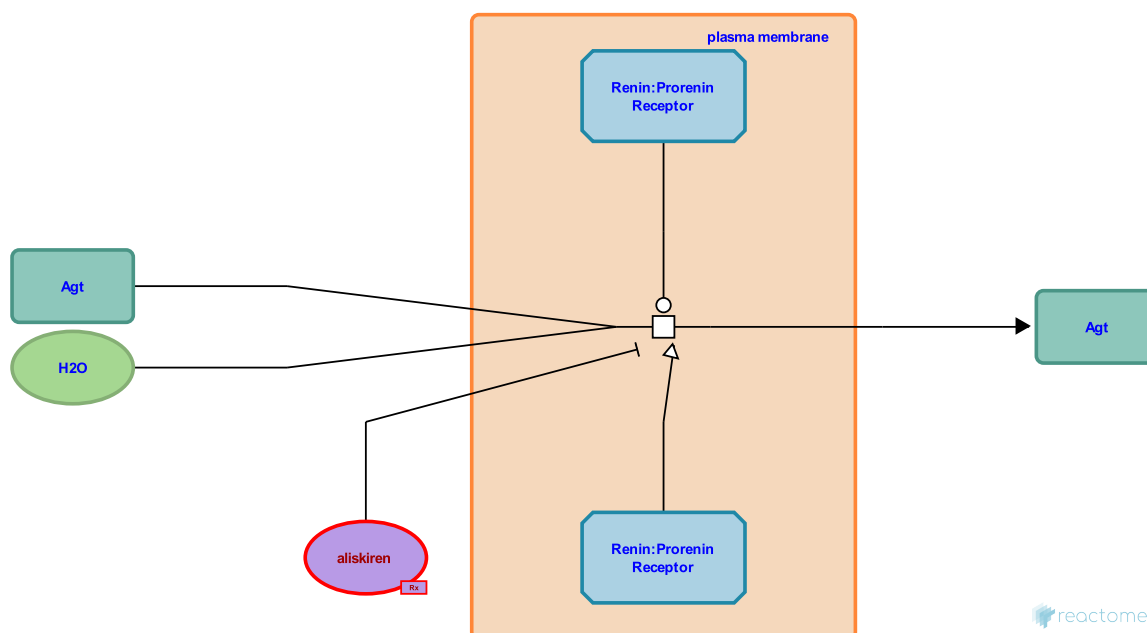 plasma membrane
Renin:Prorenin
Receptor
Agt
H2O
Agt
aliskiren
Rx
Renin:Prorenin
Receptor
reactome